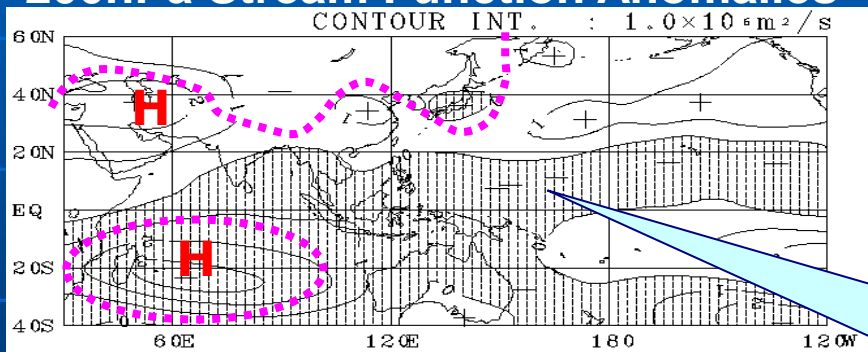 CONTOUR INT. : 1.0×10⁶m²/s
60N
40N
H
20N
EQ
H
20S
40S
60E 120E 180 120W